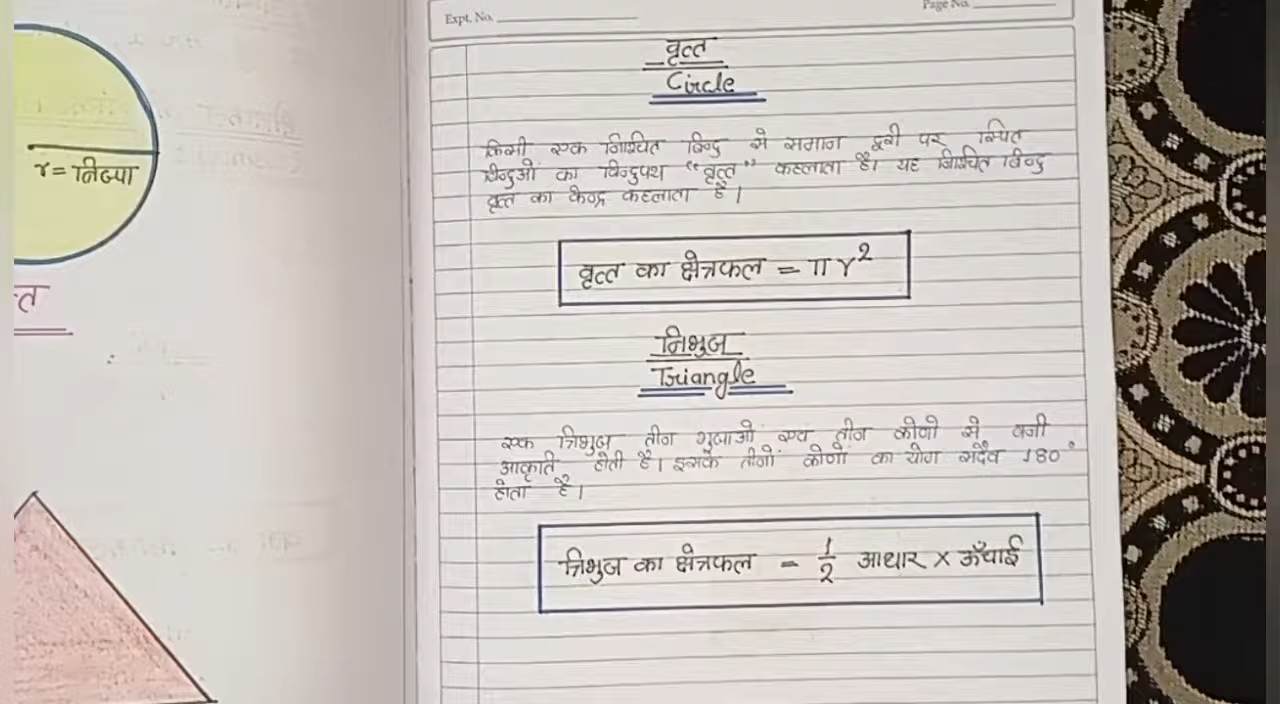 r = त्रिज्या
त
Expt. No.
Page No.
वृत्त
Circle
किसी एक निश्चित बिन्दु से समान दूरी पर स्थित
बिन्दुओं का बिन्दुपथ “वृत्त” कहलाता है। यह निश्चित बिन्दु
वृत्त का केन्द्र कहलाता है।
वृत्त का क्षेत्रफल = π r²
त्रिभुज
Triangle
एक त्रिभुज तीन भुजाओं एवं तीन कोणो से बनी
आकृति होती है। इसके तीनों कोणों का योग सदैव 180°
होता है।
त्रिभुज का क्षेत्रफल = 1/2 आधार × ऊँचाई